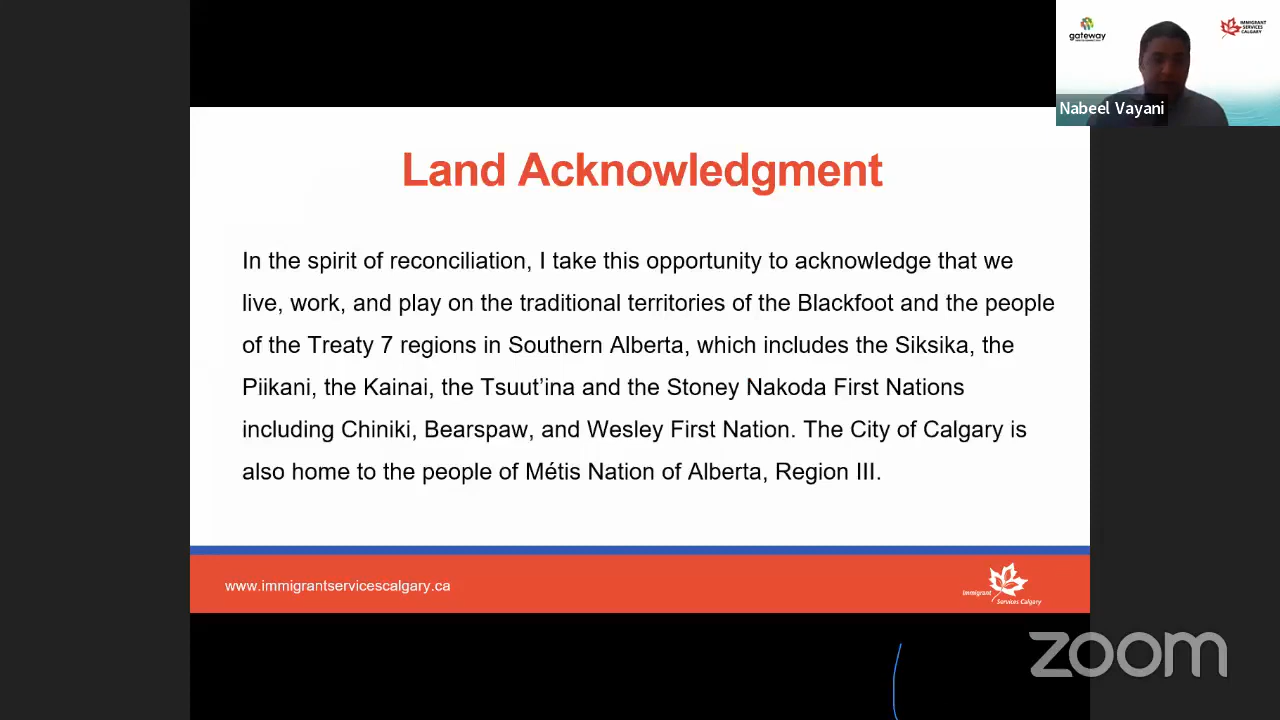 gateway
IMMIGRANT
SERVICES
CALGARY
Nabeel Vayani
Land Acknowledgment
In the spirit of reconciliation, I take this opportunity to acknowledge that we
live, work, and play on the traditional territories of the Blackfoot and the people
of the Treaty 7 regions in Southern Alberta, which includes the Siksika, the
Piikani, the Kainai, the Tsuut’ina and the Stoney Nakoda First Nations
including Chiniki, Bearspaw, and Wesley First Nation. The City of Calgary is
also home to the people of Métis Nation of Alberta, Region III.
www.immigrantservicescalgary.ca
Immigrant
Services Calgary
zoom